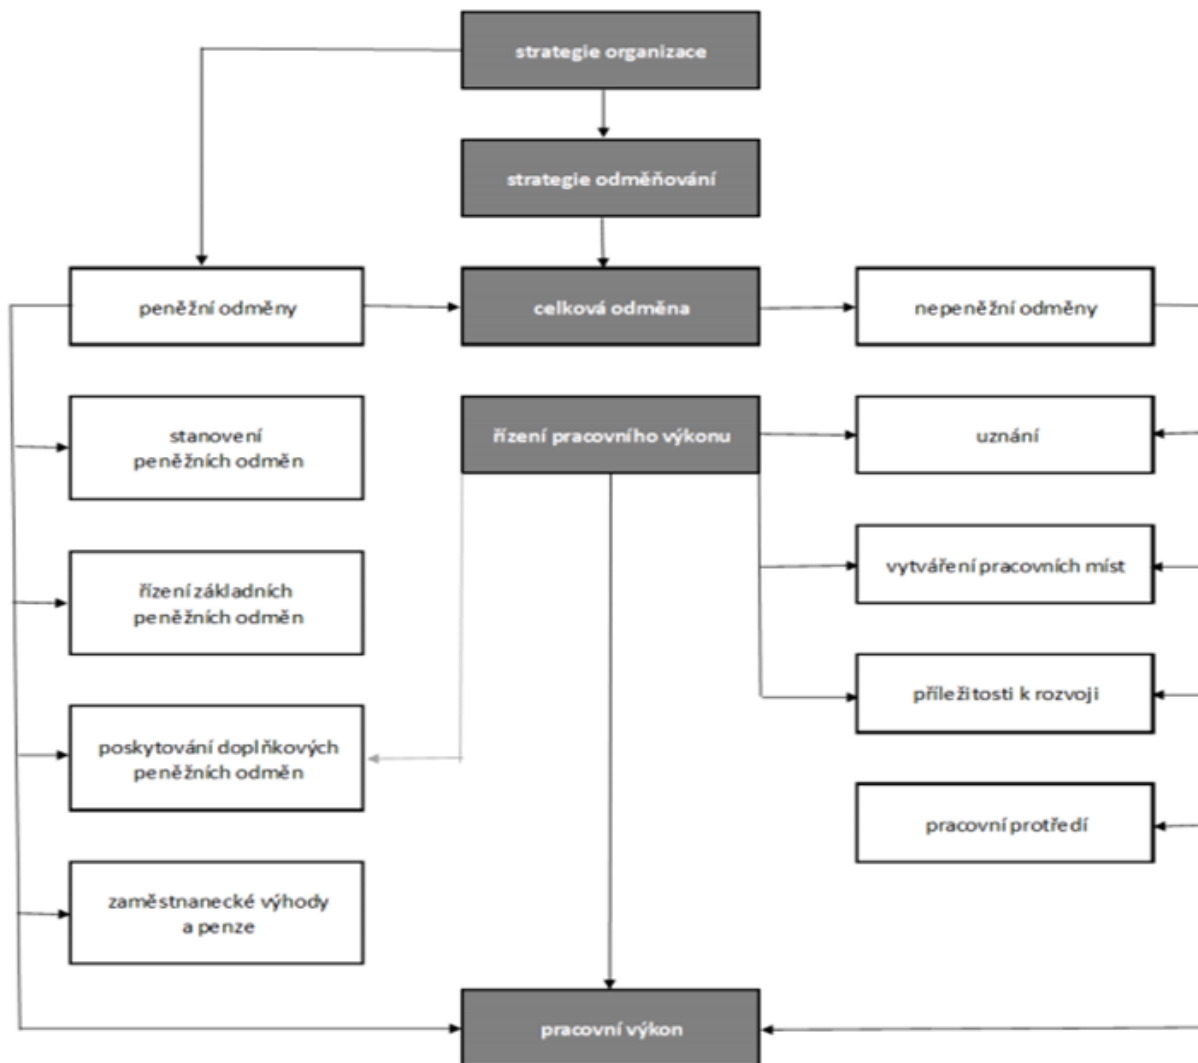 strategie organizace
strategie odměňování
peněžní odměny
celková odměna
nepeněžní odměny
stanovení
peněžních odměn
řízení pracovního výkonu
uznání
řízení základních
peněžních odměn
vytváření pracovních míst
poskytování doplňkových
peněžních odměn
příležitosti k rozvoji
pracovní protředí
zaměstnanecké výhody
a penze
pracovní výkon